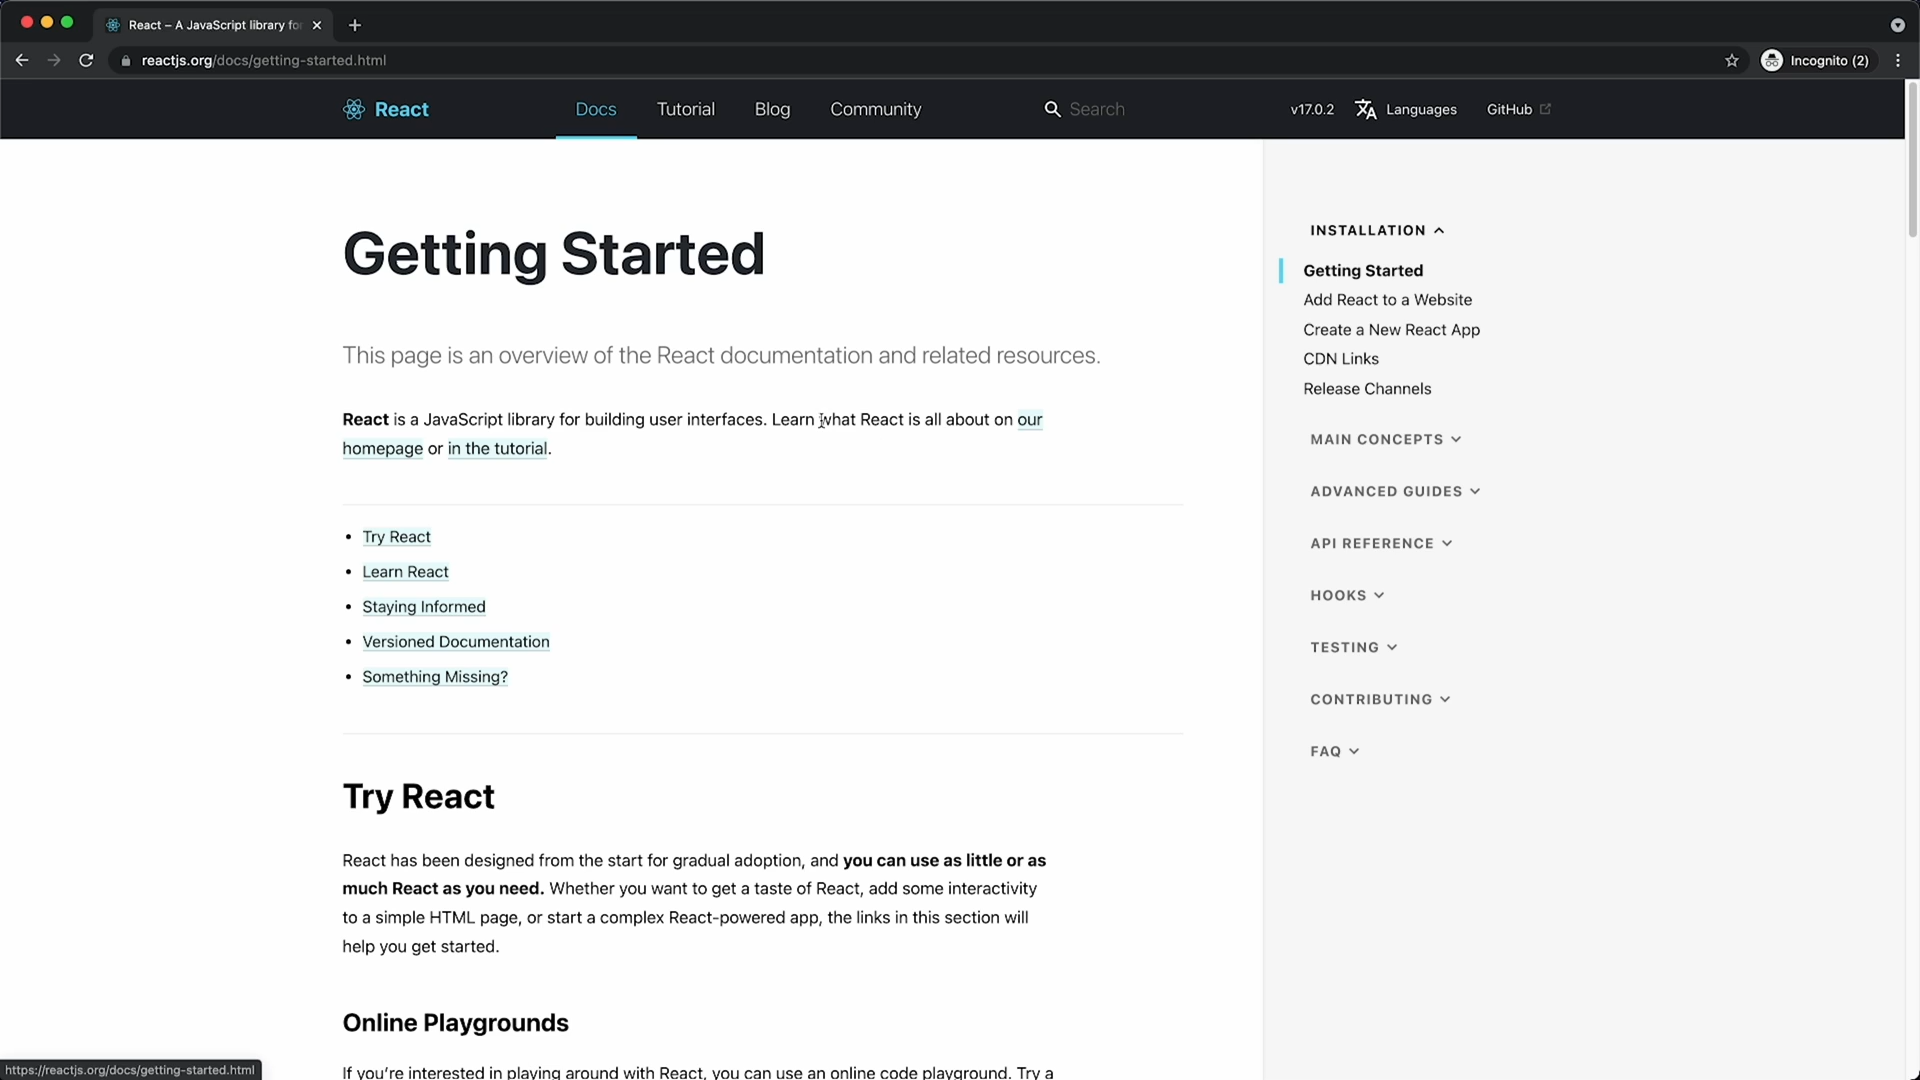 React – A JavaScript library fo
reactjs.org/docs/getting-started.html
Incognito (2)
React
Docs
Tutorial
Blog
Community
Search
v17.0.2
Languages
GitHub
Getting Started
This page is an overview of the React documentation and related resources.
React is a JavaScript library for building user interfaces. Learn what React is all about on our
homepage or in the tutorial.
• Try React
• Learn React
• Staying Informed
• Versioned Documentation
• Something Missing?
Try React
React has been designed from the start for gradual adoption, and you can use as little or as
much React as you need. Whether you want to get a taste of React, add some interactivity
to a simple HTML page, or start a complex React-powered app, the links in this section will
help you get started.
Online Playgrounds
If you're interested in playing around with React, you can use an online code playground. Try a
INSTALLATION
Getting Started
Add React to a Website
Create a New React App
CDN Links
Release Channels
MAIN CONCEPTS
ADVANCED GUIDES
API REFERENCE
HOOKS
TESTING
CONTRIBUTING
FAQ
https://reactjs.org/docs/getting-started.html